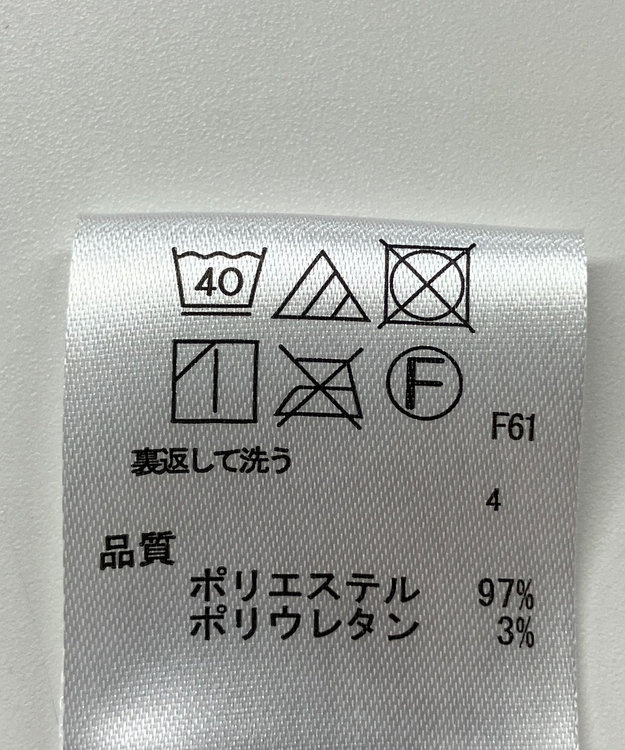 40
F
F61
裏返して洗う
4
品質
ポリエステル 97%
ポリウレタン 3%